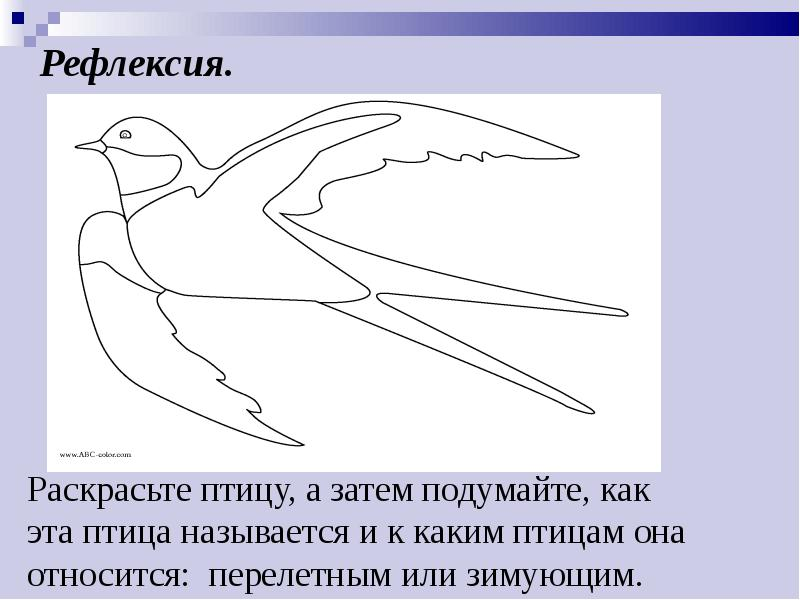 Рефлексия.
www.ABC-color.com
Раскрасьте птицу, а затем подумайте, как
эта птица называется и к каким птицам она
относится: перелетным или зимующим.